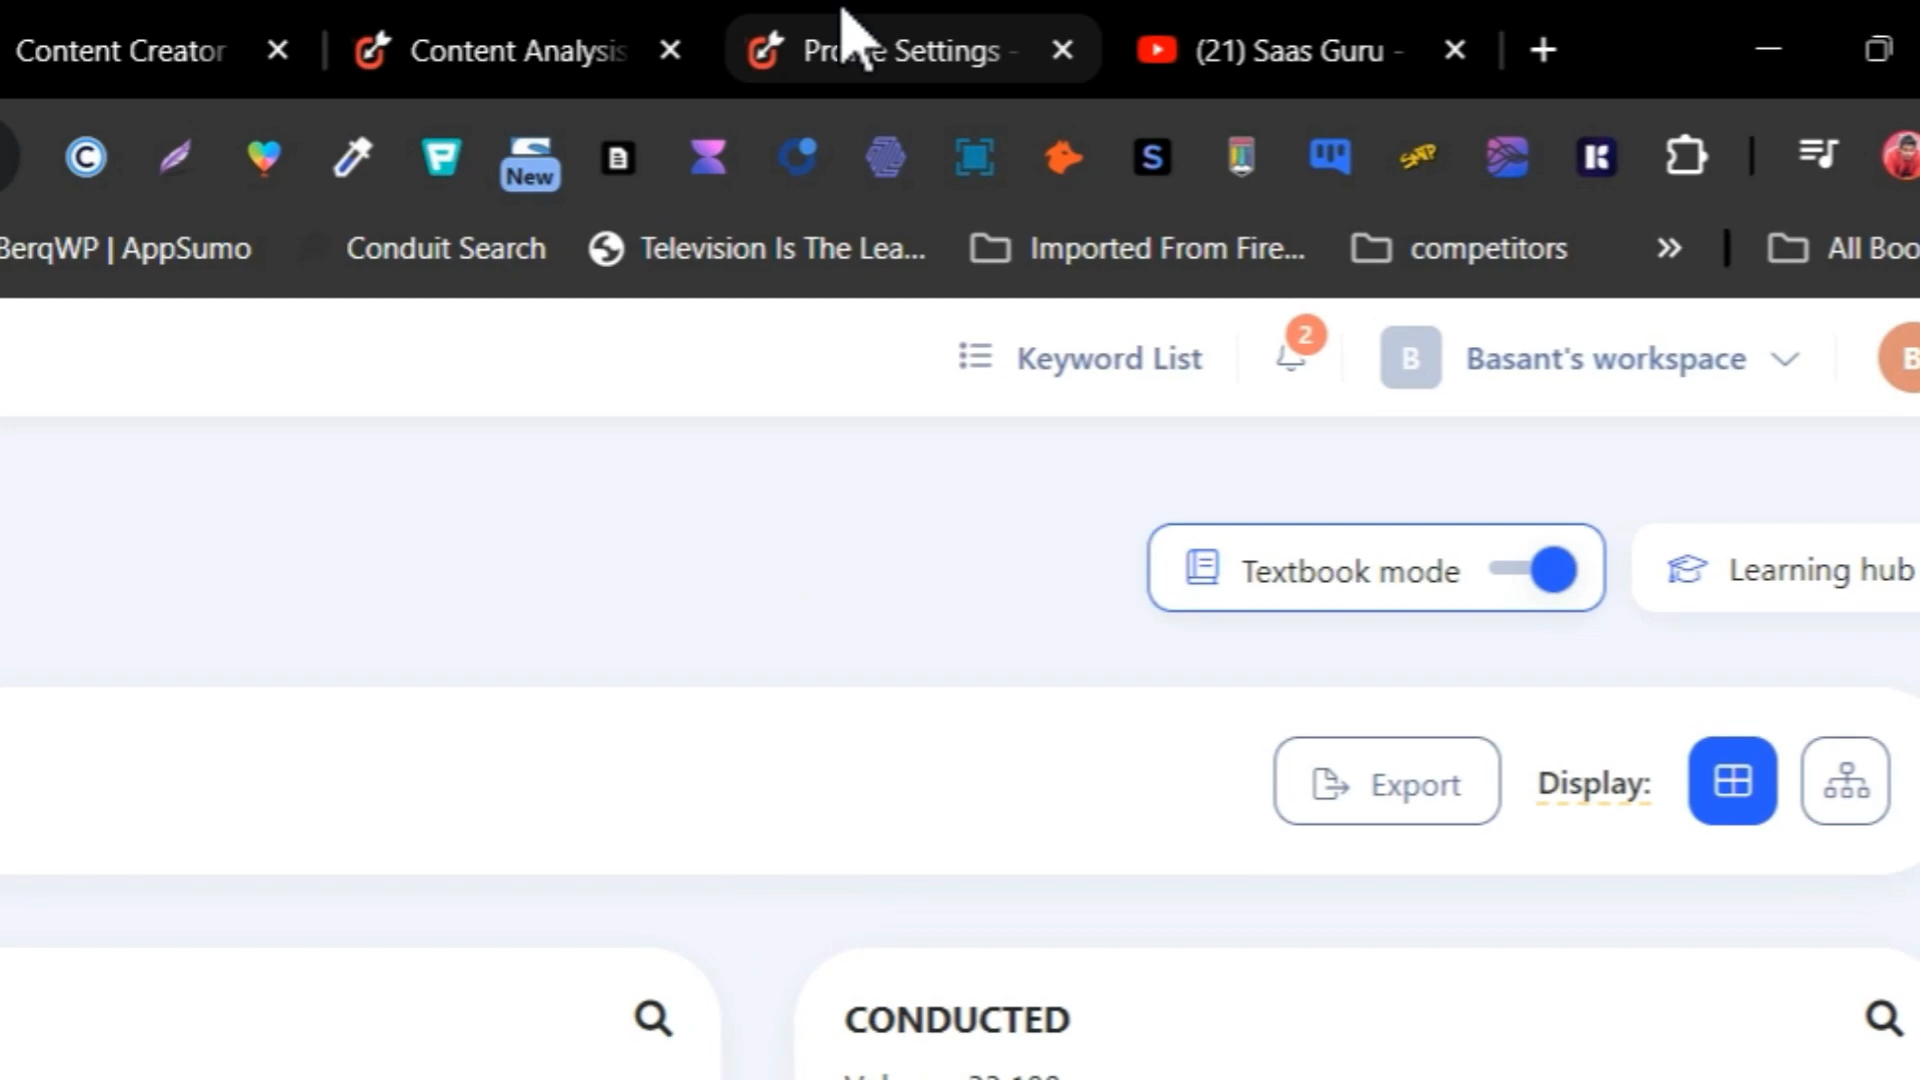 Content Creator
Content Analysis
Settings -
(21) Saas Guru -
New
BerqWP | AppSumo
Conduit Search
Television Is The Lea...
Imported From Fire...
competitors
All Boo
Keyword List
2
B
Basant's workspace
B
Textbook mode
Learning hub
Export
Display:
CONDUCTED